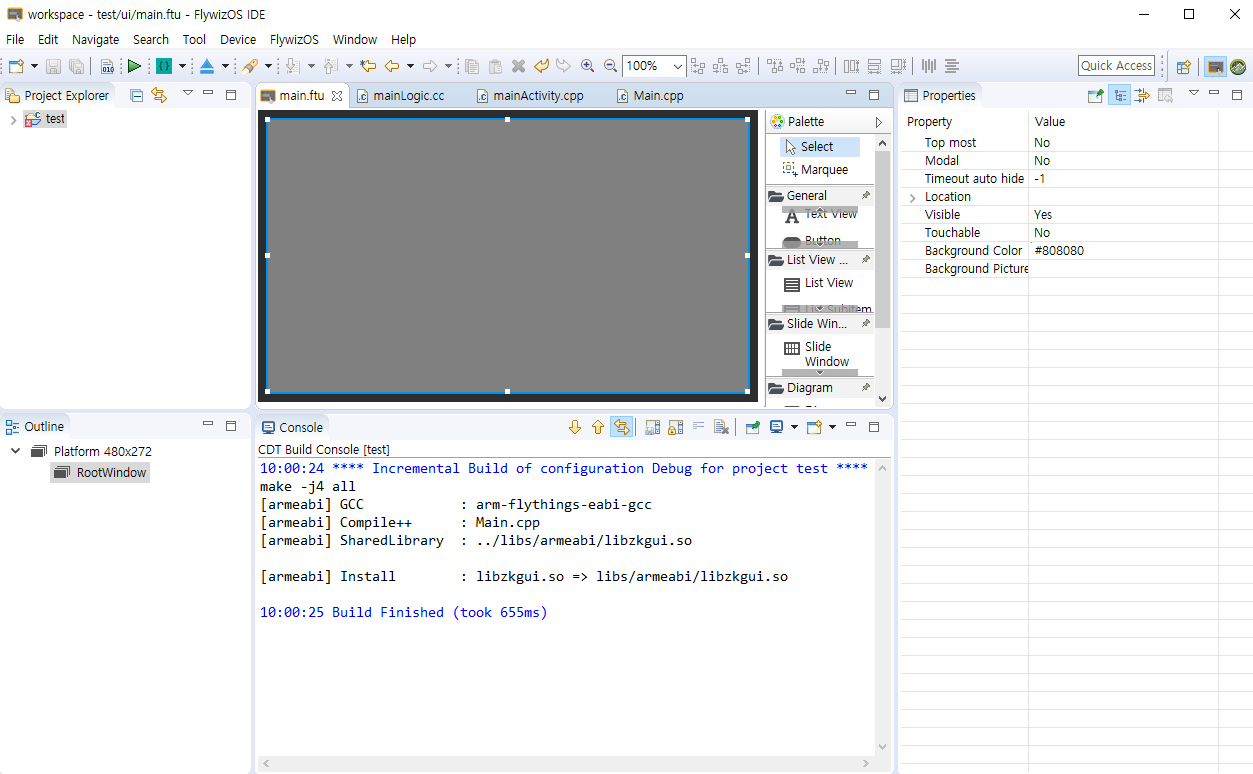 workspace - test/ui/main.ftu - FlywizOS IDE
File Edit Navigate Search Tool Device FlywizOS Window Help
010
100%
Quick Access
Project Explorer
test
main.ftu
mainLogic.cc
mainActivity.cpp
Main.cpp
Palette
Select
Marquee
General
Text View
Button
List View ...
List View
List Subitem
Slide Win...
Slide
Window
Diagram
Properties
Property Value
Top most No
Modal No
Timeout auto hide -1
Location
Visible Yes
Touchable No
Background Color #808080
Background Picture
Outline
Platform 480x272
RootWindow
Console
CDT Build Console [test]
10:00:24 **** Incremental Build of configuration Debug for project test ****
make -j4 all
[armeabi] GCC : arm-flythings-eabi-gcc
[armeabi] Compile++ : Main.cpp
[armeabi] SharedLibrary : ../libs/armeabi/libzkgui.so
[armeabi] Install : libzkgui.so => libs/armeabi/libzkgui.so
10:00:25 Build Finished (took 655ms)